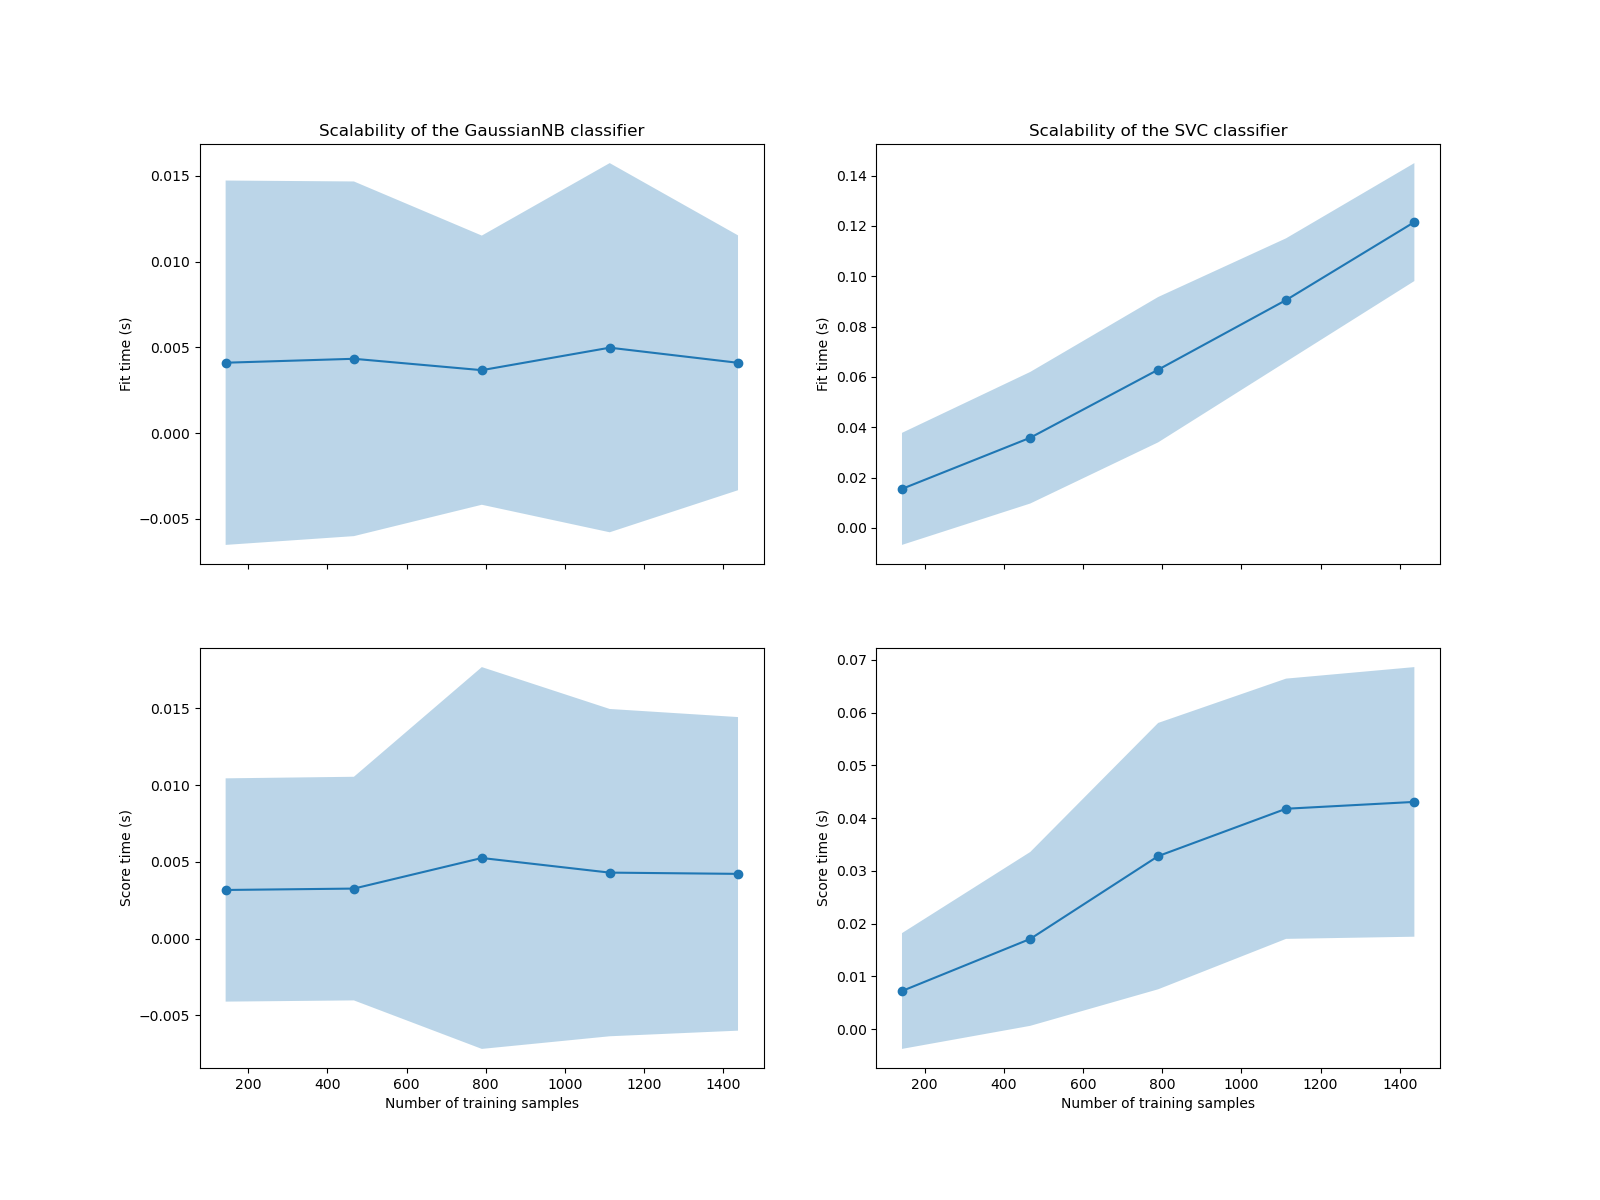 Scalability of the GaussianNB classifier
Fit time (s)
0.015
0.010
0.005
0.000
−0.005
Scalability of the SVC classifier
Fit time (s)
0.14
0.12
0.10
0.08
0.06
0.04
0.02
0.00
Score time (s)
0.015
0.010
0.005
0.000
−0.005
200 400 600 800 1000 1200 1400
Number of training samples
Score time (s)
0.07
0.06
0.05
0.04
0.03
0.02
0.01
0.00
200 400 600 800 1000 1200 1400
Number of training samples